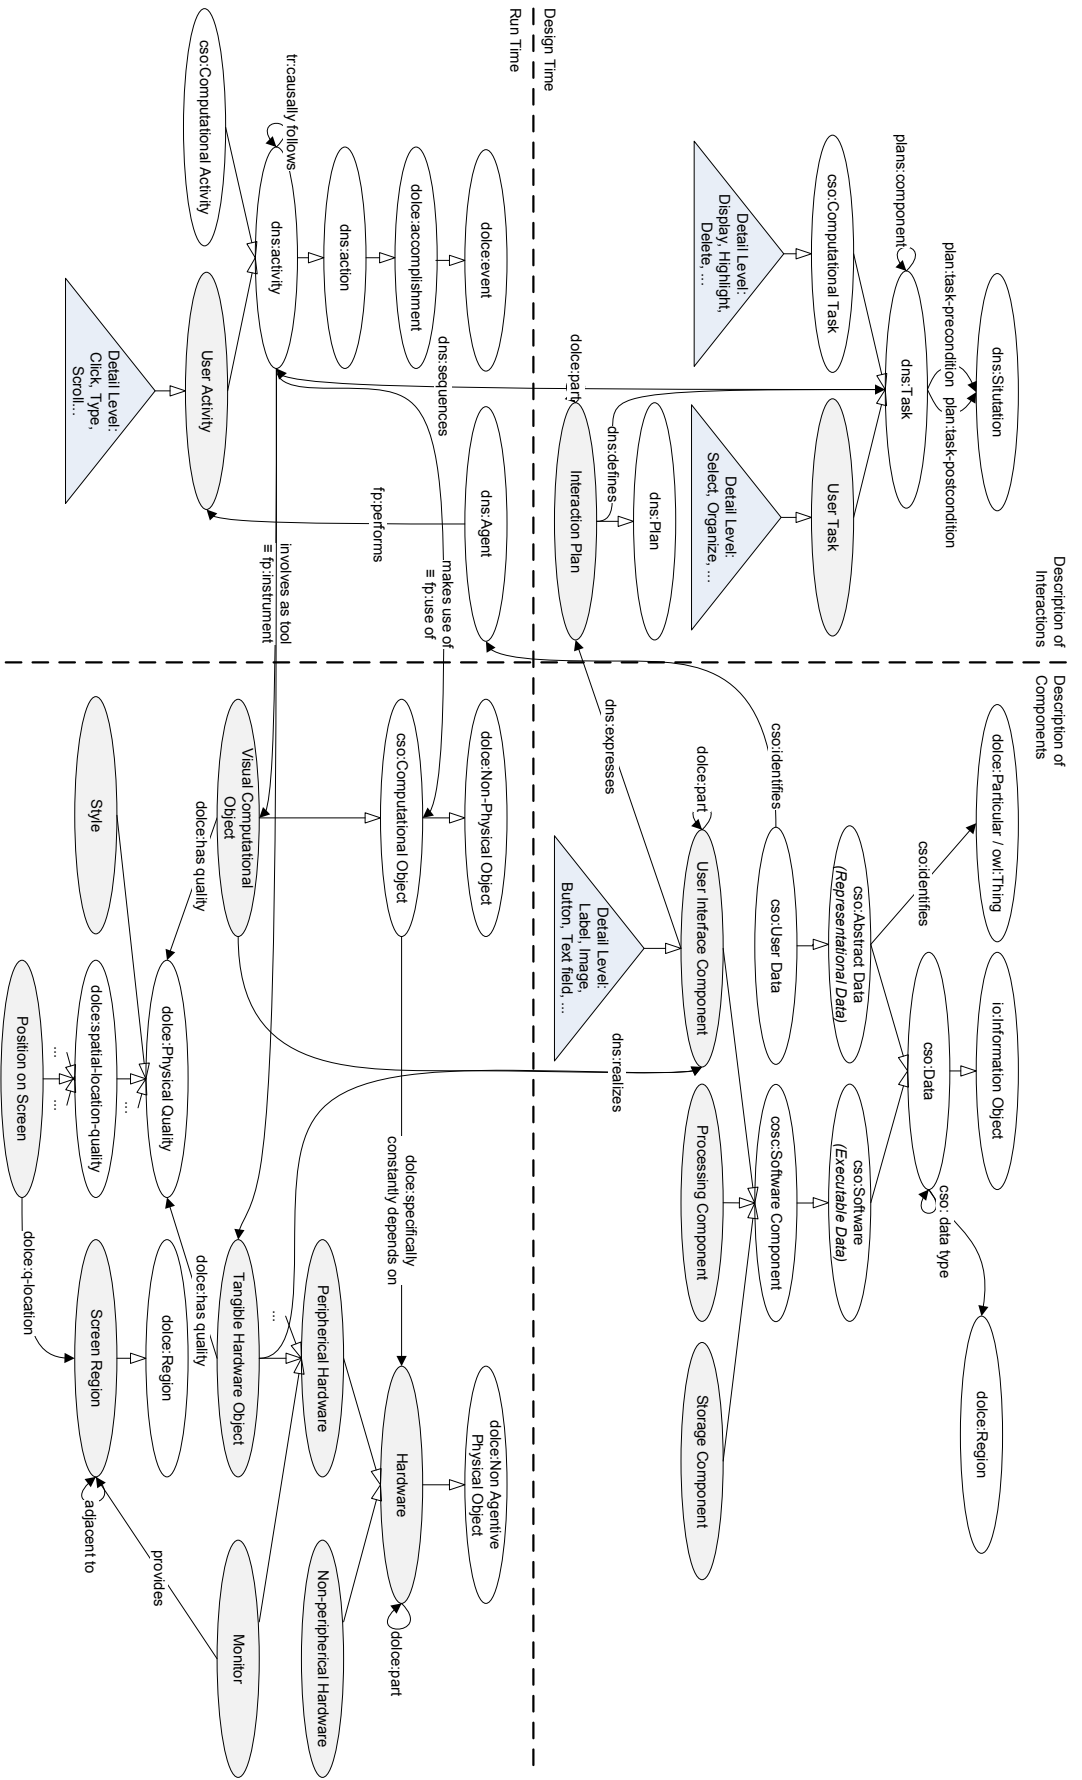 Description of
Interactions
Description of
Components
Design Time
Run Time
dns:Situtation
plan:task-precondition
plan:task-postcondition
plans:component
dns:Task
cso:Computational Task
User Task
Detail Level:
Display, Highlight,
Delete, ...
Detail Level:
Select, Organize, ...
dns:Plan
dns:defines
dolce:part
Interaction Plan
dolce:Particular / owl:Thing
io:Information Object
dolce:Region
cso:identifies
cso:Data
cso: data type
cso:Abstract Data
(Representational Data)
cso:Software
(Executable Data)
cso:identifies
cso:User Data
cosc:Software Component
dolce:part
User Interface Component
Processing Component
Storage Component
dns:expresses
Detail Level:
Label, Image,
Button, Text field, ...
dns:realizes
dolce:event
dns:Agent
dns:sequences
dolce:accomplishment
makes use of
≡ fp:use of
dns:action
fp:performs
tr:causally follows
dns:activity
involves as tool
≡ fp:instrument
cso:Computational Activity
User Activity
Detail Level:
Click, Type,
Scroll...
dolce:Non-Physical Object
dolce:Non Agentive
Physical Object
cso:Computational Object
dolce:specifically
constantly depends on
Hardware
dolce:part
Peripherical Hardware
Non-peripherical Hardware
...
Visual Computational
Object
Tangible Hardware Object
Monitor
dolce:has quality
dolce:has quality
dolce:Physical Quality
dolce:Region
provides
...
Style
dolce:spatial-location-quality
Screen Region
adjacent to
...
...
Position on Screen
dolce:q-location